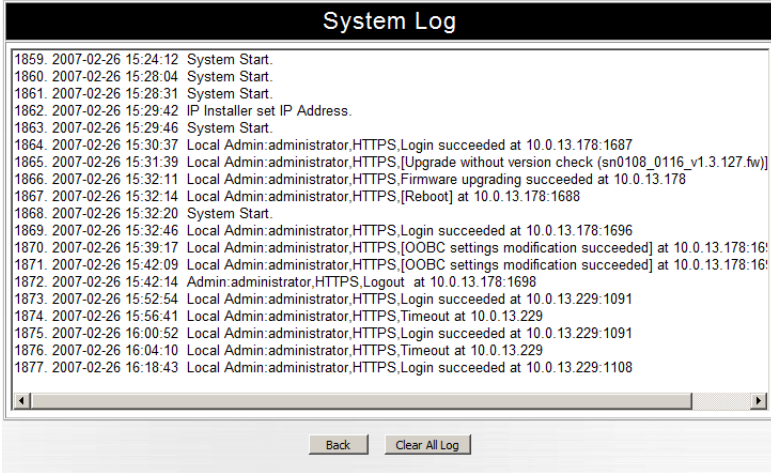 System Log
1859. 2007-02-26 15:24:12 System Start.
1860. 2007-02-26 15:28:04 System Start.
1861. 2007-02-26 15:28:31 System Start.
1862. 2007-02-26 15:29:42 IP Installer set IP Address.
1863. 2007-02-26 15:29:46 System Start.
1864. 2007-02-26 15:30:37 Local Admin:administrator,HTTPS,Login succeeded at 10.0.13.178:1687
1865. 2007-02-26 15:31:39 Local Admin:administrator,HTTPS,[Upgrade without version check (sn0108_0116_v1.3.127.fw)]
1866. 2007-02-26 15:32:11 Local Admin:administrator,HTTPS,Firmware upgrading succeeded at 10.0.13.178
1867. 2007-02-26 15:32:14 Local Admin:administrator,HTTPS,[Reboot] at 10.0.13.178:1688
1868. 2007-02-26 15:32:20 System Start.
1869. 2007-02-26 15:32:46 Local Admin:administrator,HTTPS,Login succeeded at 10.0.13.178:1696
1870. 2007-02-26 15:39:17 Local Admin:administrator,HTTPS,[OOBC settings modification succeeded] at 10.0.13.178:16
1871. 2007-02-26 15:42:09 Local Admin:administrator,HTTPS,[OOBC settings modification succeeded] at 10.0.13.178:16
1872. 2007-02-26 15:42:14 Admin:administrator,HTTPS,Logout at 10.0.13.178:1698
1873. 2007-02-26 15:52:54 Local Admin:administrator,HTTPS,Login succeeded at 10.0.13.229:1091
1874. 2007-02-26 15:56:41 Local Admin:administrator,HTTPS,Timeout at 10.0.13.229
1875. 2007-02-26 16:00:52 Local Admin:administrator,HTTPS,Login succeeded at 10.0.13.229:1091
1876. 2007-02-26 16:04:10 Local Admin:administrator,HTTPS,Timeout at 10.0.13.229
1877. 2007-02-26 16:18:43 Local Admin:administrator,HTTPS,Login succeeded at 10.0.13.229:1108
Back Clear All Log